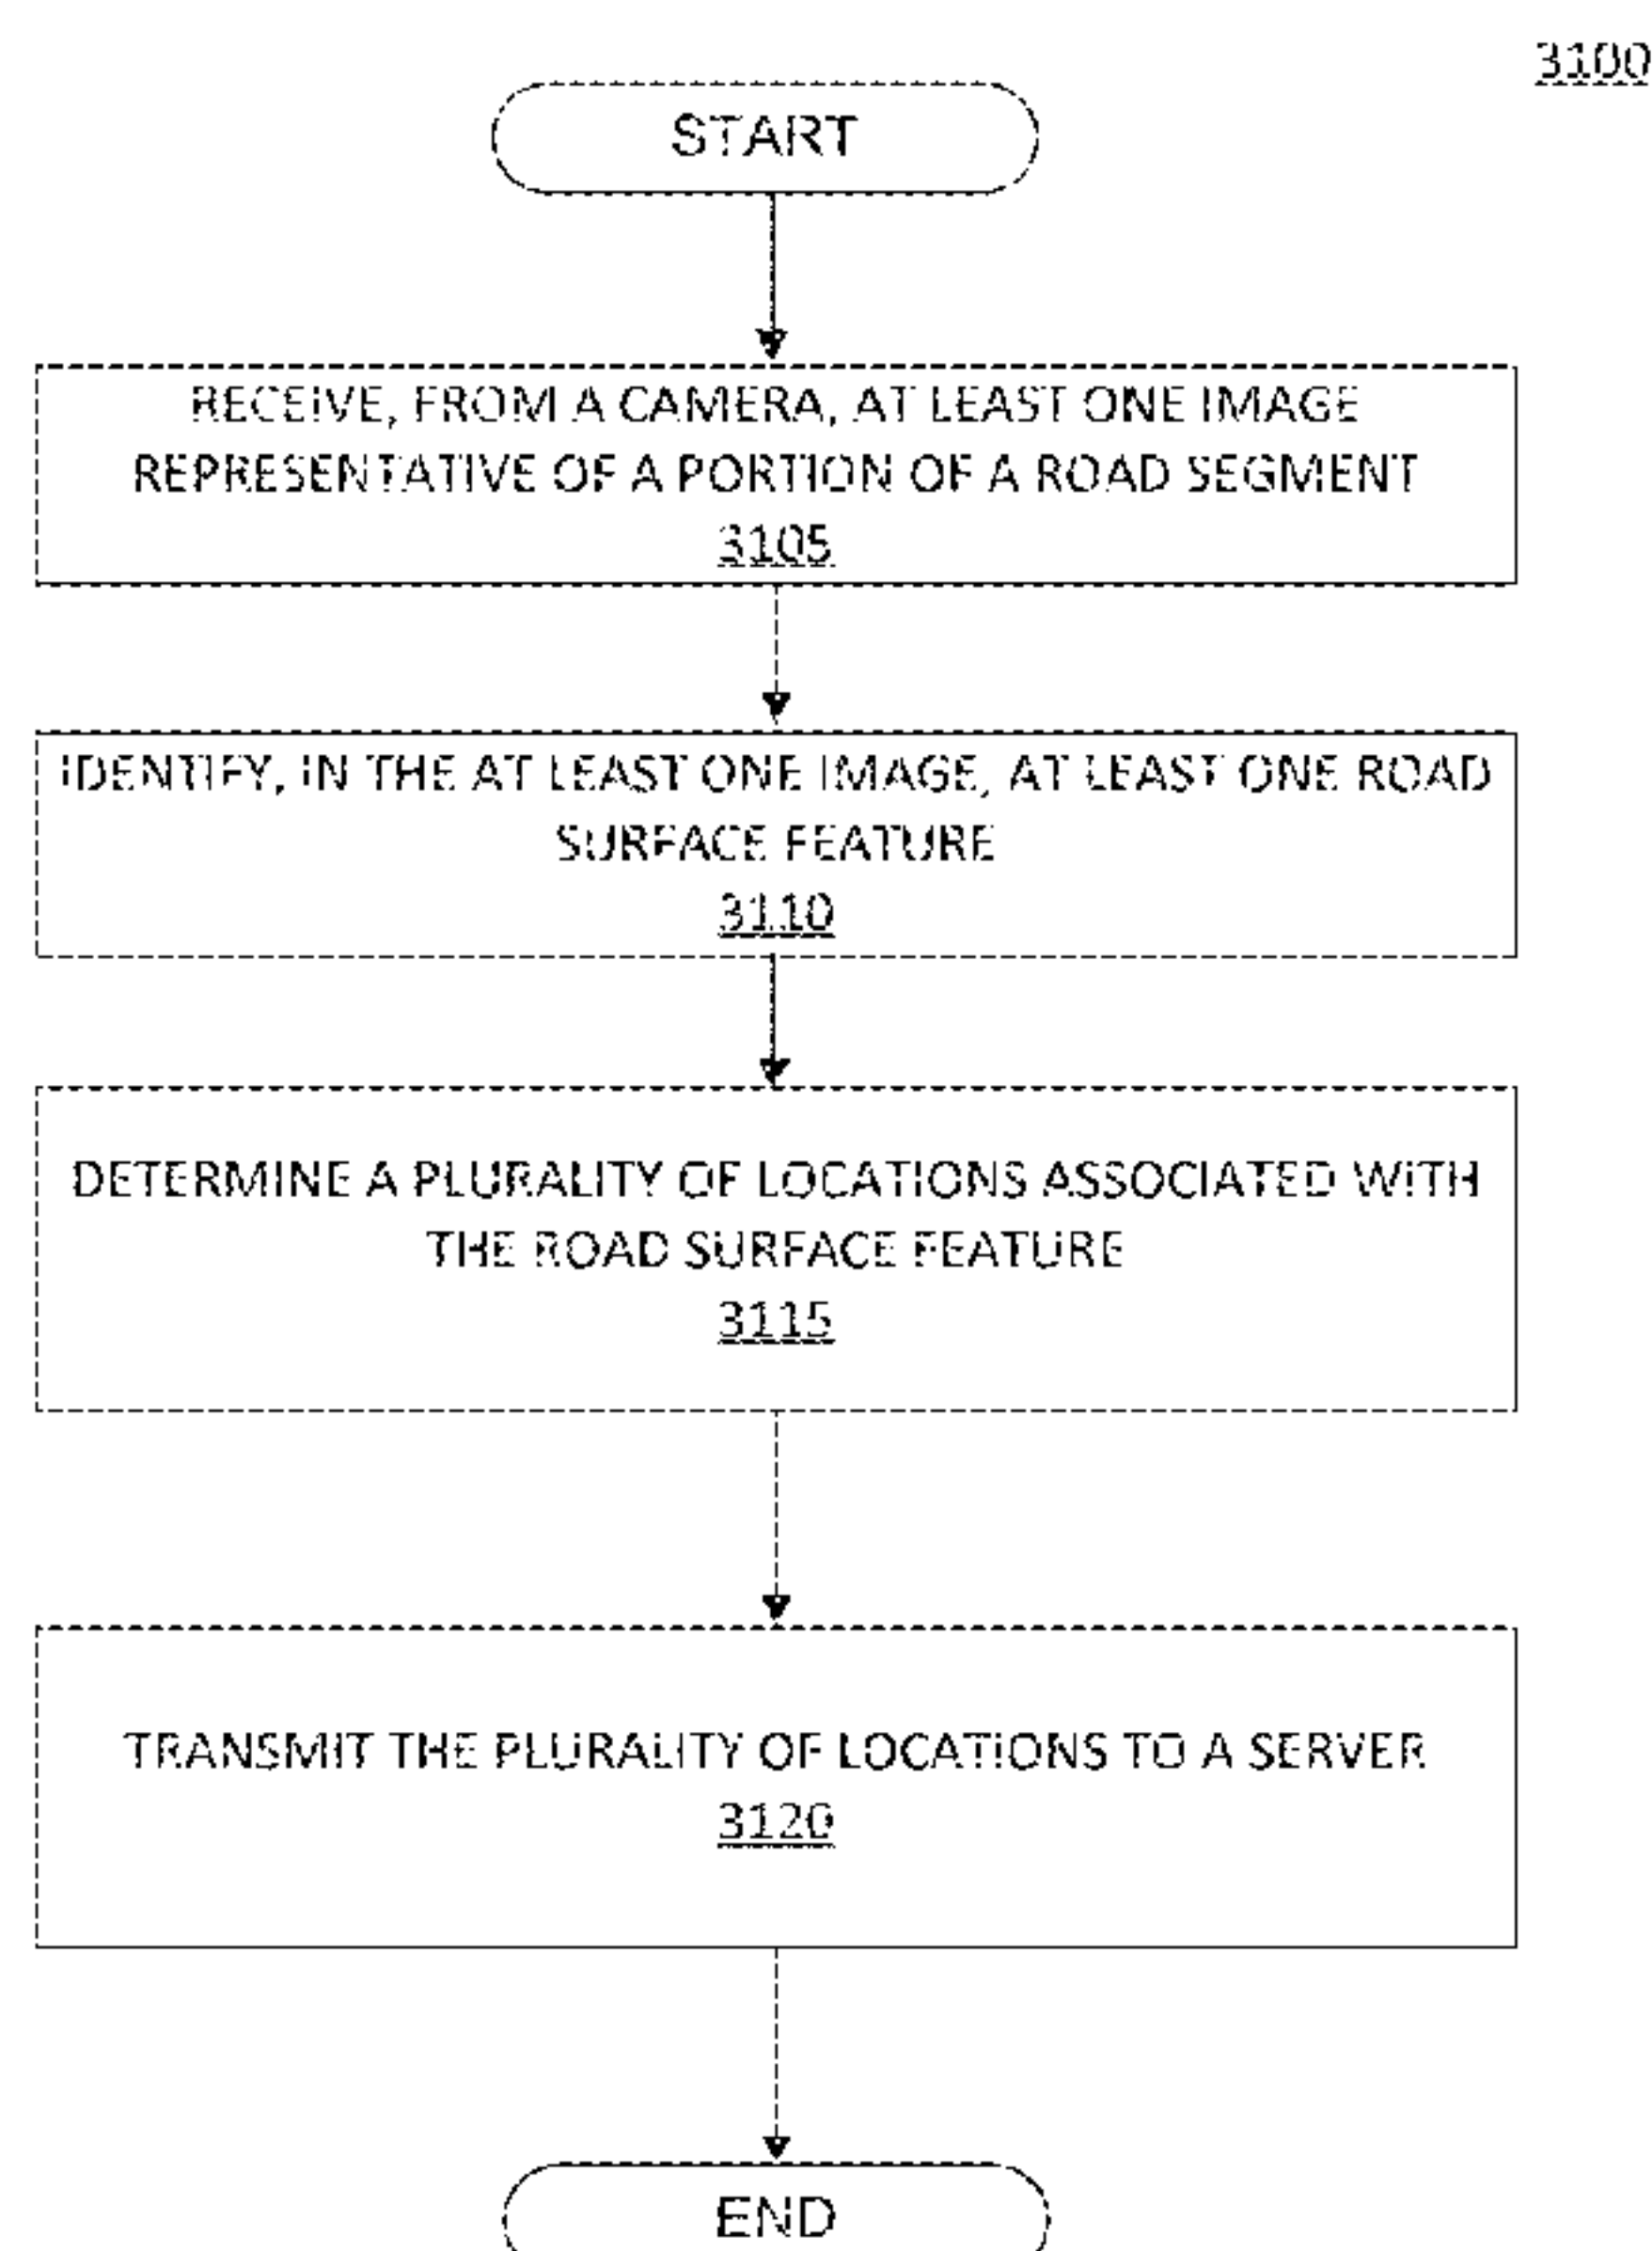 3100
START
RECEIVE, FROM A CAMERA, AT LEAST ONE IMAGE
REPRESENTATIVE OF A PORTION OF A ROAD SEGMENT
3105
IDENTIFY, IN THE AT LEAST ONE IMAGE, AT LEAST ONE ROAD
SURFACE FEATURE
3110
DETERMINE A PLURALITY OF LOCATIONS ASSOCIATED WITH
THE ROAD SURFACE FEATURE
3115
TRANSMIT THE PLURALITY OF LOCATIONS TO A SERVER
3120
END